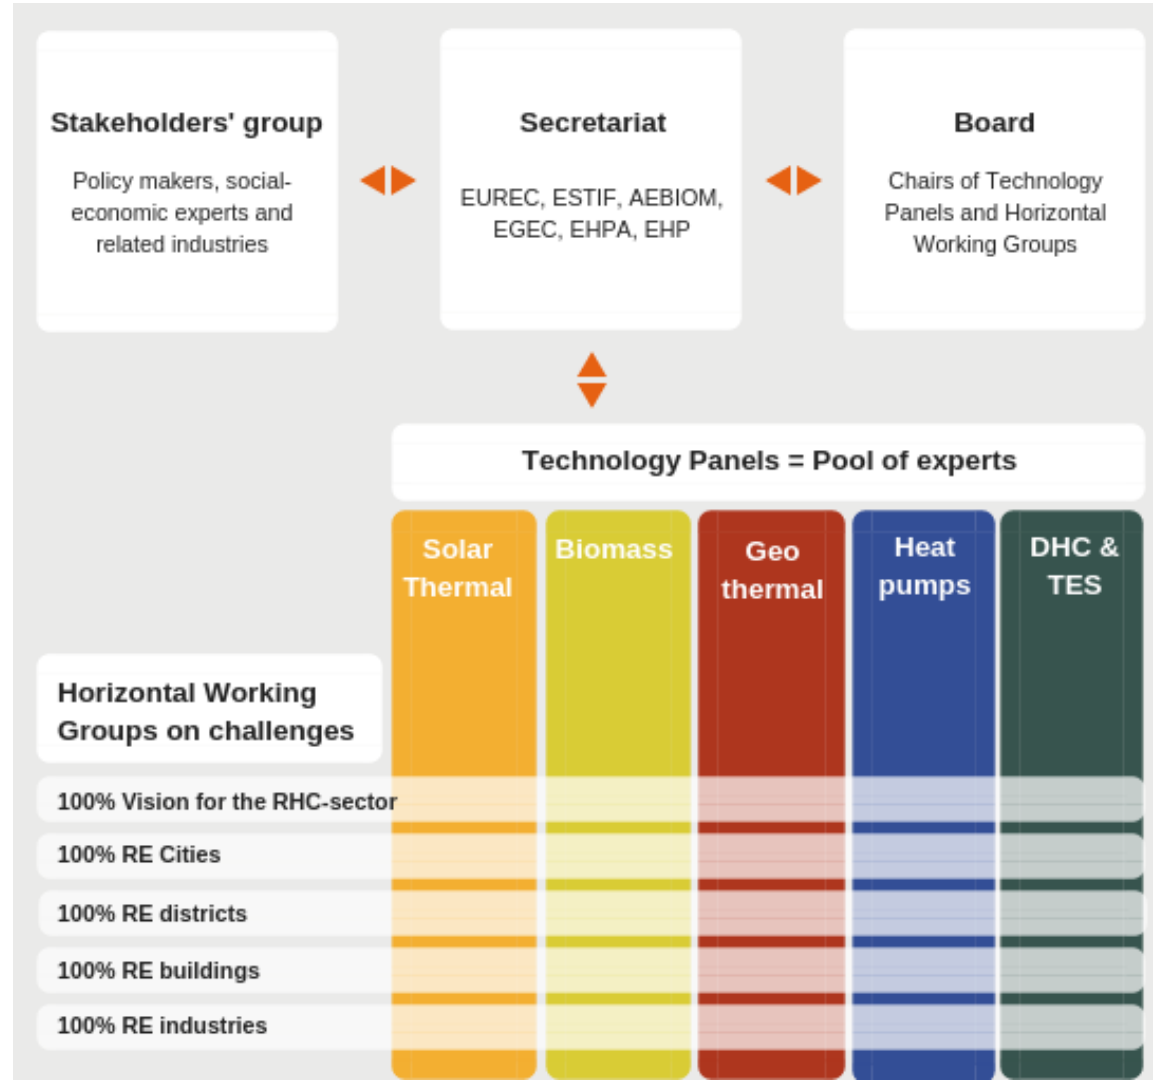 Stakeholders' group
Policy makers, social-
economic experts and
related industries
Secretariat
EUREC, ESTIF, AEBIOM,
EGEC, EHPA, EHP
Board
Chairs of Technology
Panels and Horizontal
Working Groups
Technology Panels = Pool of experts
Solar
Thermal
Biomass
Geo
thermal
Heat
pumps
DHC &
TES
Horizontal Working
Groups on challenges
100% Vision for the RHC-sector
100% RE Cities
100% RE districts
100% RE buildings
100% RE industries